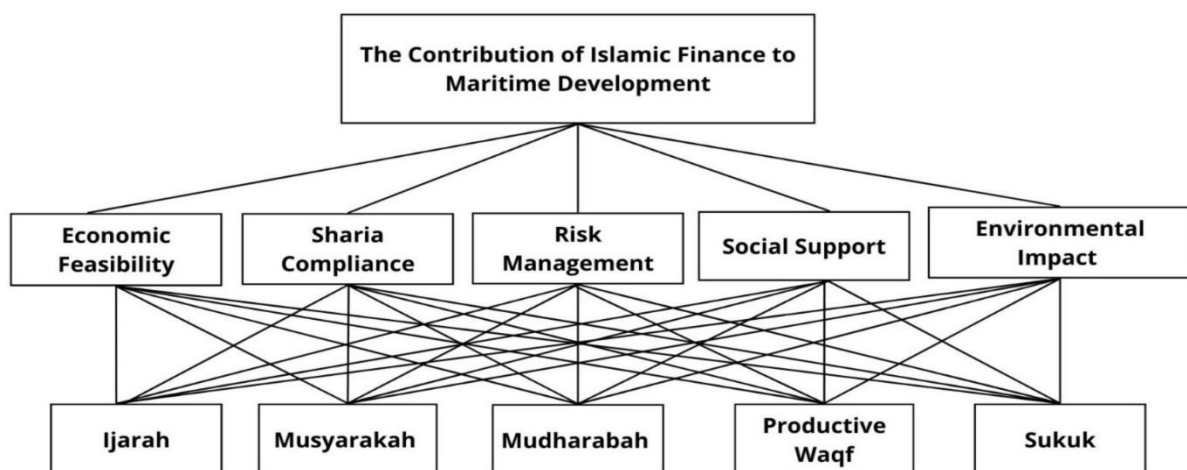 The Contribution of Islamic Finance to
Maritime Development
Economic
Feasibility
Sharia
Compliance
Risk
Management
Social Support
Environmental
Impact
Ijarah
Musyarakah
Mudharabah
Productive
Waqf
Sukuk